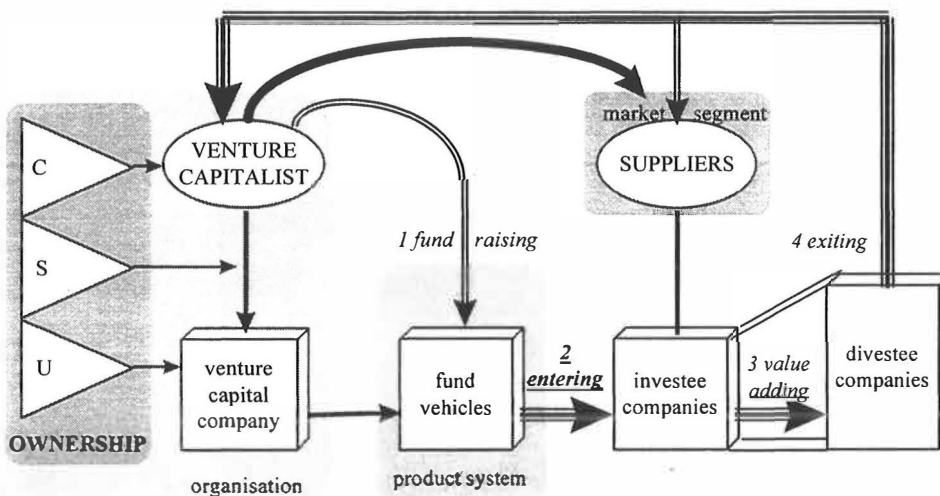 market segment
C
VENTURE
CAPITALIST
SUPPLIERS
1 fund raising
4 exiting
S
U
venture
capital
company
fund
vehicles
2
entering
investee
companies
3 value
adding
divestee
companies
OWNERSHIP
organisation
product system